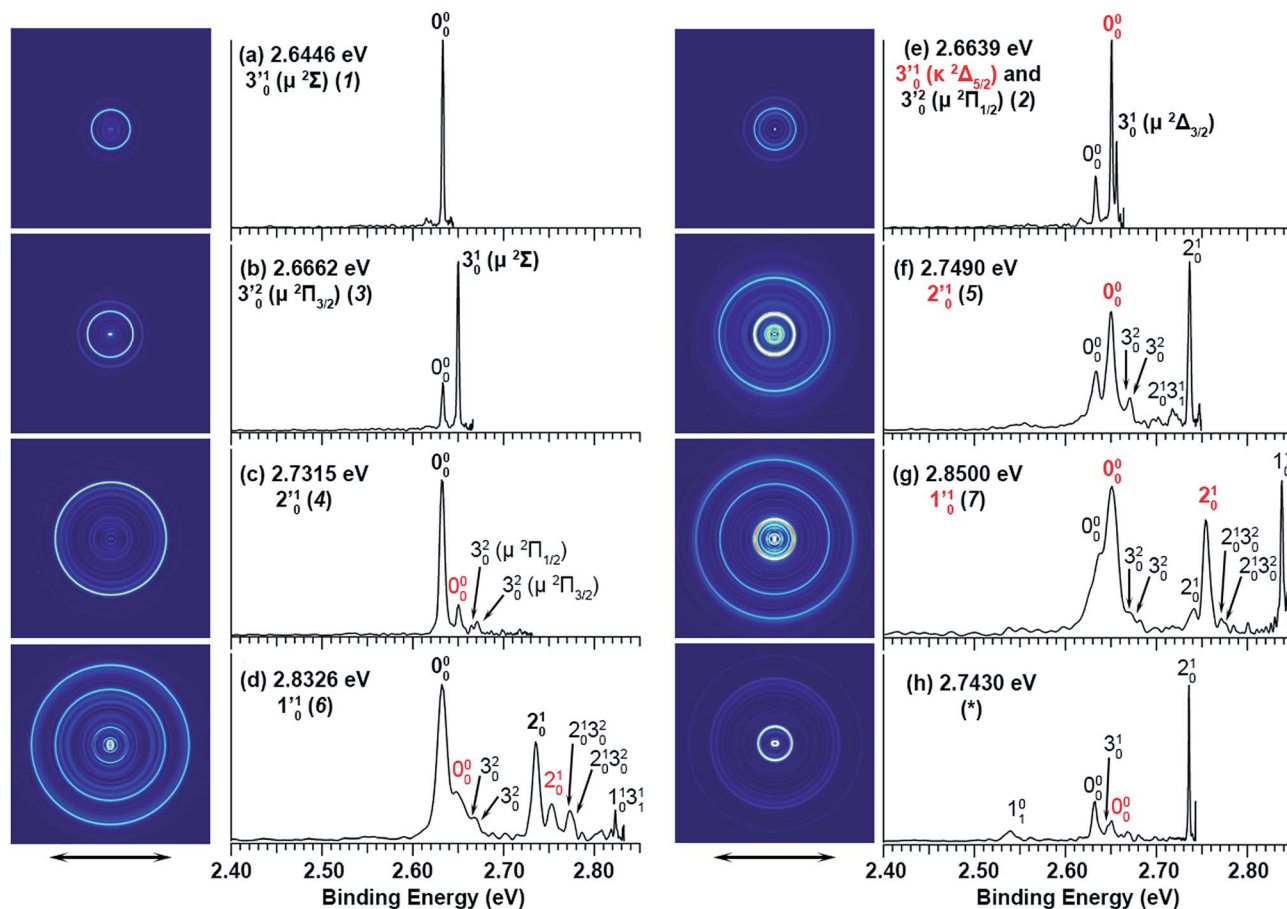 (a) 2.6446 eV
3'¹₀ (μ ²Σ) (1)
0⁰₀
(b) 2.6662 eV
3'²₀ (μ ²Π₃/₂) (3)
0⁰₀
3¹₀ (μ ²Σ)
(c) 2.7315 eV
2'¹₀ (4)
0⁰₀
0⁰₀
3²₀ (μ ²Π₁/₂)
3²₀ (μ ²Π₃/₂)
(d) 2.8326 eV
1'¹₀ (6)
0⁰₀
0⁰₀
3²₀
3²₀
2¹₀
2¹₀
2¹₀3²₀
2¹₀3²₀
1¹₀3¹₁
2.40 2.50 2.60 2.70 2.80
Binding Energy (eV)
(e) 2.6639 eV
3'¹₀ (κ ²Δ₅/₂) and
3'²₀ (μ ²Π₁/₂) (2)
0⁰₀
0⁰₀
3¹₀ (μ ²Δ₃/₂)
(f) 2.7490 eV
2'¹₀ (5)
0⁰₀
0⁰₀
3²₀
3²₀
2¹₀3¹₁
2¹₀
(g) 2.8500 eV
1'¹₀ (7)
0⁰₀
0⁰₀
3²₀
3²₀
2¹₀
2¹₀
2¹₀3²₀
2¹₀3²₀
(h) 2.7430 eV
(*)
1⁰₁
0⁰₀
3¹₀
0⁰₀
2¹₀
2.40 2.50 2.60 2.70 2.80
Binding Energy (eV)